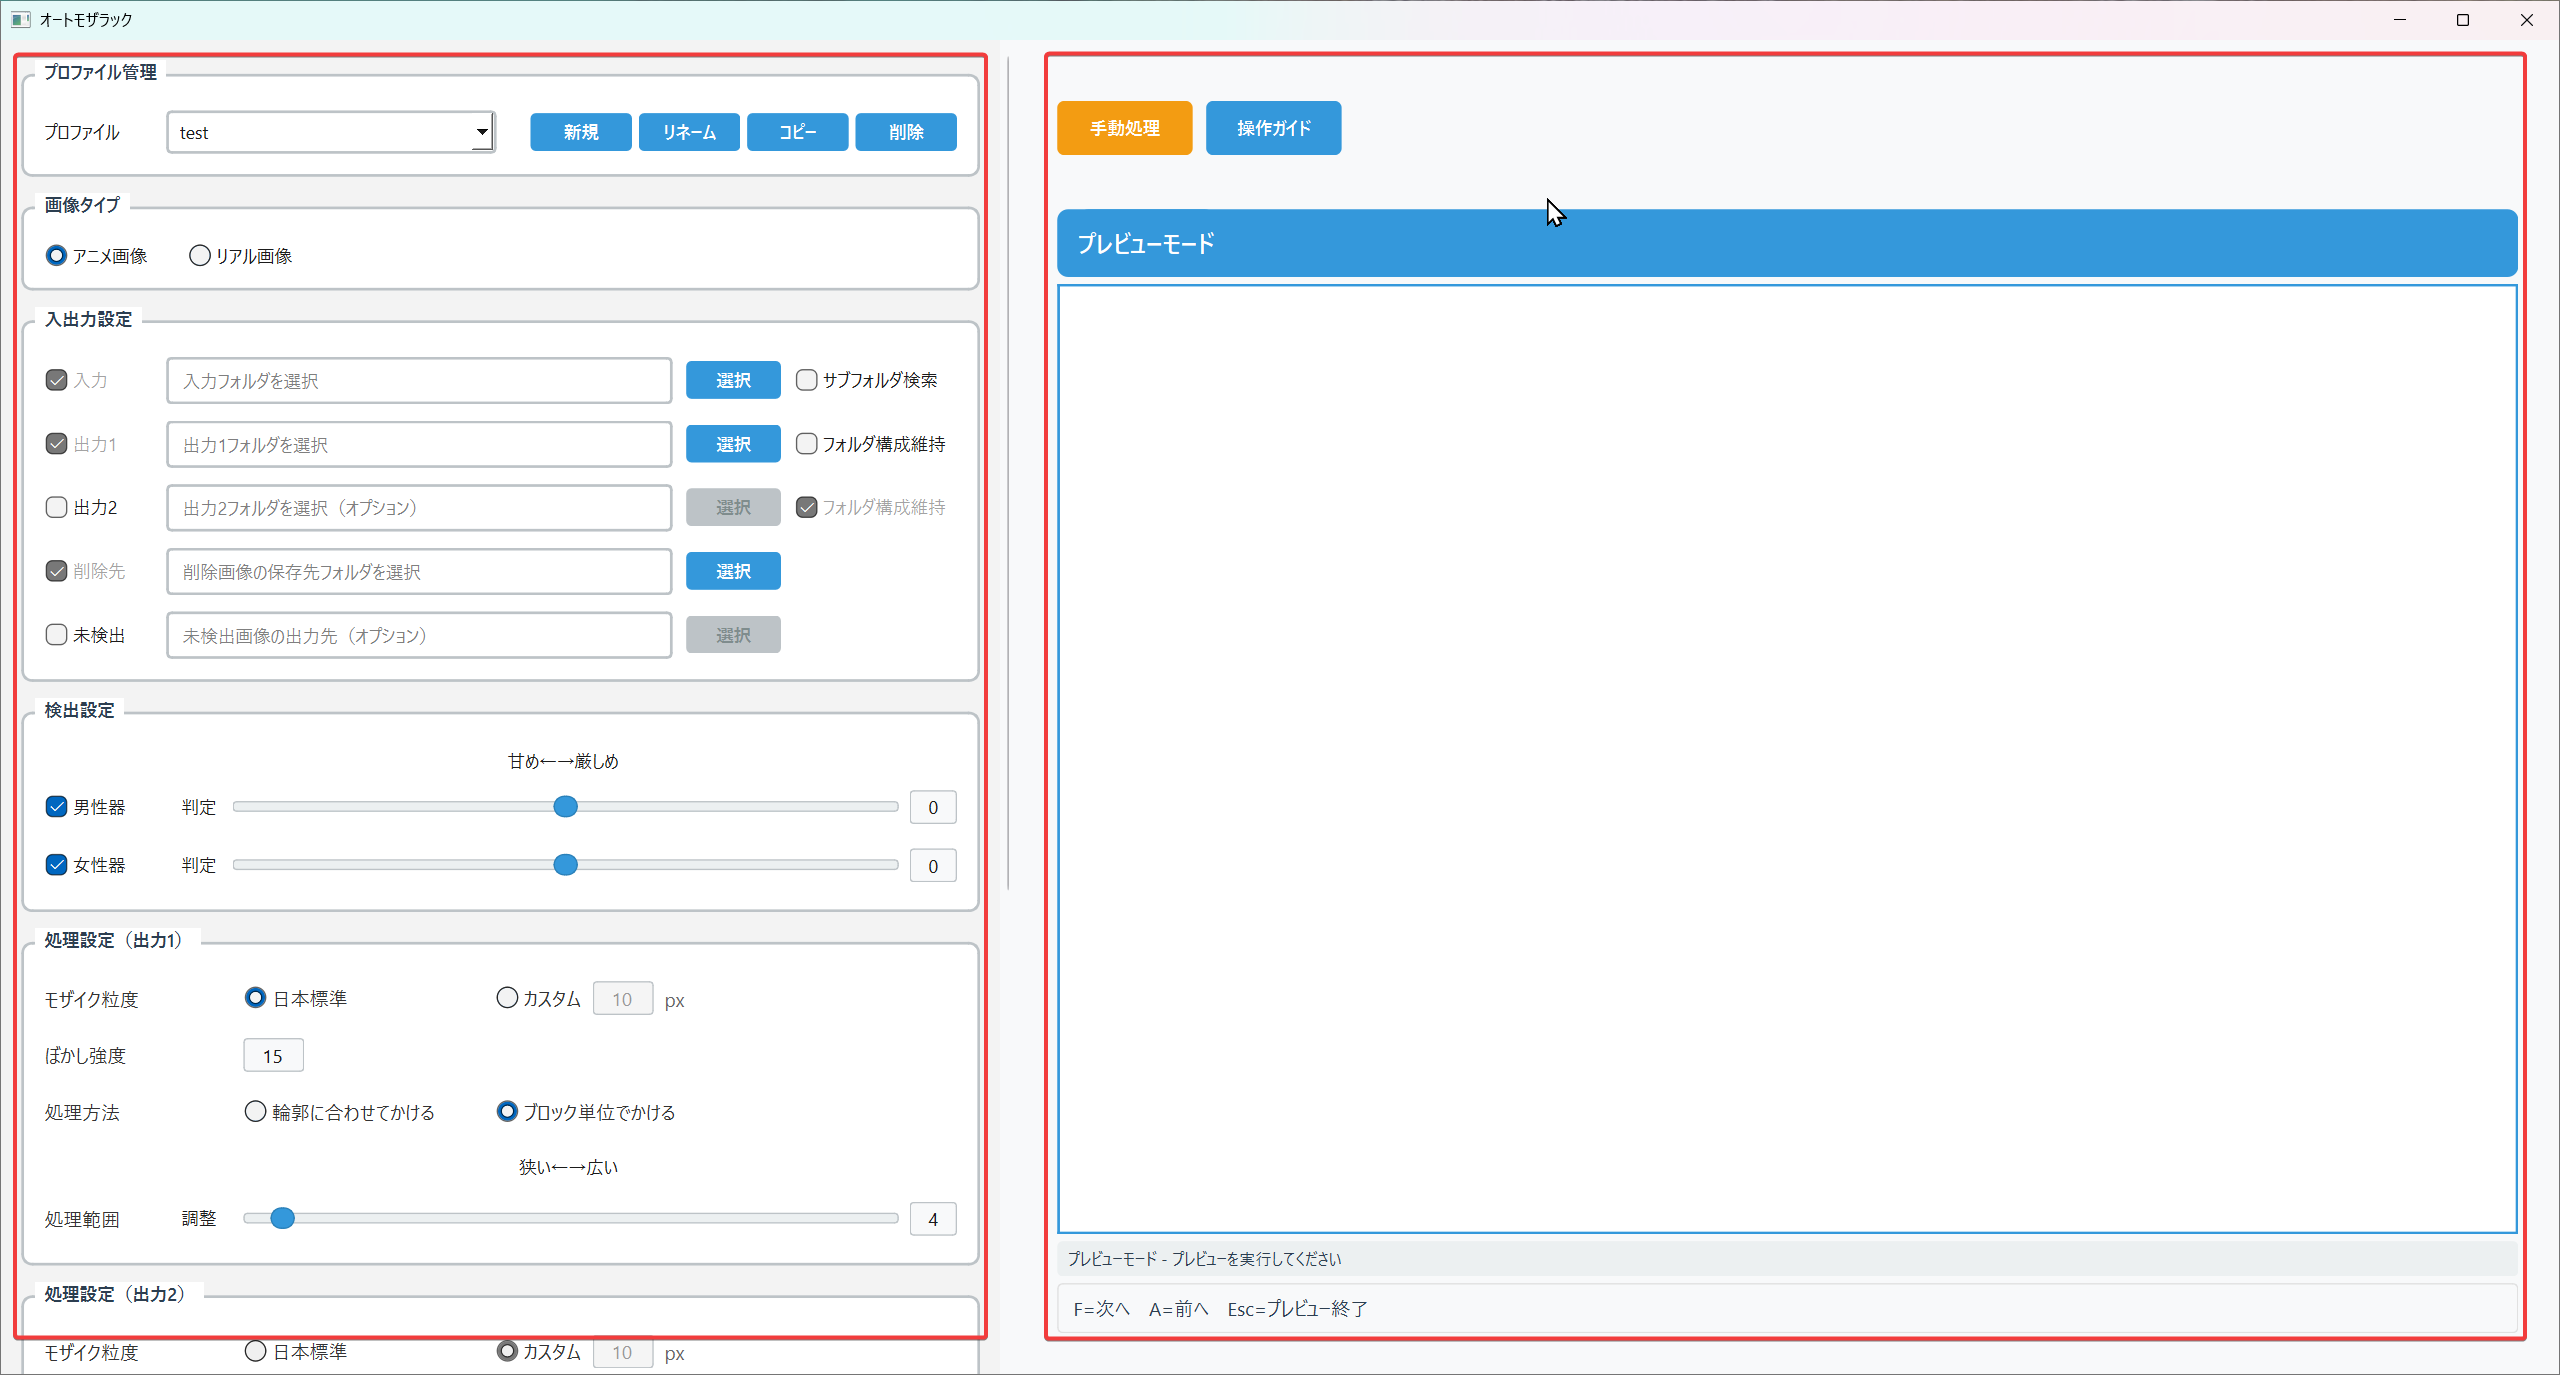 オートモザラック
プロファイル管理
プロファイル test 新規 リネーム コピー 削除
画像タイプ
アニメ画像 リアル画像
入出力設定
入力 入力フォルダを選択 選択 サブフォルダ検索
出力1 出力1フォルダを選択 選択 フォルダ構成維持
出力2 出力2フォルダを選択（オプション） 選択 フォルダ構成維持
削除先 削除画像の保存先フォルダを選択 選択
未検出 未検出画像の出力先（オプション） 選択
検出設定
甘め←→厳しめ
男性器 判定 0
女性器 判定 0
処理設定（出力1）
モザイク粒度 日本標準 カスタム 10 px
ぼかし強度 15
処理方法 輪郭に合わせてかける ブロック単位でかける
狭い←→広い
処理範囲 調整 4
処理設定（出力2）
モザイク粒度 日本標準 カスタム 10 px
手動処理 操作ガイド
プレビューモード
プレビューモード - プレビューを実行してください
F=次へ A=前へ Esc=プレビュー終了